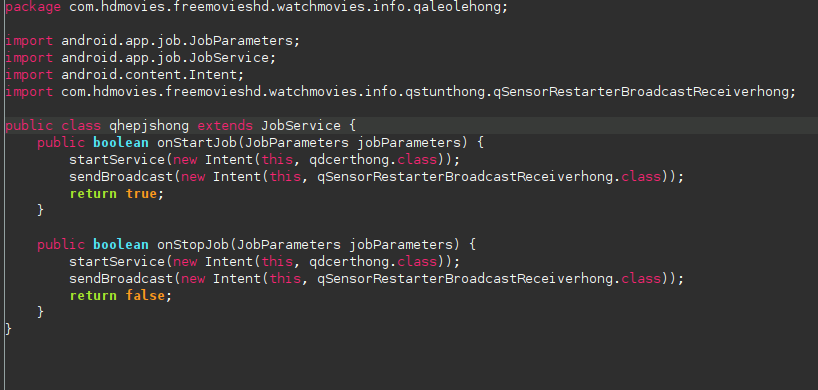 package com.hdmovies.freemovieshd.watchmovies.info.qaleolehong;
import android.app.job.JobParameters;
import android.app.job.JobService;
import android.content.Intent;
import com.hdmovies.freemovieshd.watchmovies.info.qstunthong.qSensorRestarterBroadcastReceiverhong;
public class qhepjshong extends JobService {
public boolean onStartJob(JobParameters jobParameters) {
startService(new Intent(this, qdcerthong.class));
sendBroadcast(new Intent(this, qSensorRestarterBroadcastReceiverhong.class));
return true;
}
public boolean onStopJob(JobParameters jobParameters) {
startService(new Intent(this, qdcerthong.class));
sendBroadcast(new Intent(this, qSensorRestarterBroadcastReceiverhong.class));
return false;
}
}